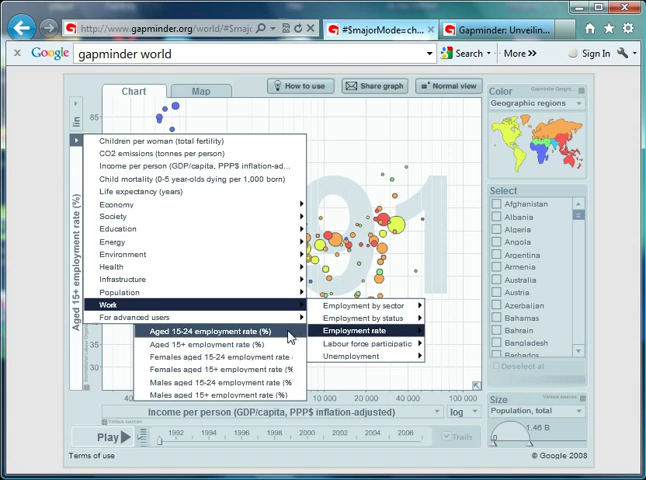 http://www.gapminder.org/world/#$majo
#$majorMode=ch...
Gapminder: Unveilin...
Google
gapminder world
Search
More >>
Sign In
Chart
Map
How to use
Share graph
Normal view
Color
Geographic regions
lin
85
Children per woman (total fertility)
CO2 emissions (tonnes per person)
Income per person (GDP/capita, PPP$ inflation-ad...
Child mortality (0-5 year-olds dying per 1,000 born)
Life expectancy (years)
Economy
Society
Education
Energy
Environment
Health
Infrastructure
Population
Work
For advanced users
Employment by sector
Employment by status
Employment rate
Labour force participatic
Unemployment
Aged 15-24 employment rate (%)
Aged 15+ employment rate (%)
Females aged 15-24 employment rate
Females aged 15+ employment rate (%
Males aged 15-24 employment rate (%
Males aged 15+ employment rate (%)
Aged 15+ employment rate (%)
91
Select
Afghanistan
Albania
Algeria
Angola
Argentina
Armenia
Australia
Austria
Azerbaijan
Bahamas
Bahrain
Bangladesh
Deselect al
35
30
10 000
20 000
40 000
100 000
Income per person (GDP/capita, PPP$ inflation-adjusted)
log
Size
Population, total
1.46 B
Play
1992
1994
1996
1998
2000
2002
2004
2006
Trails
Terms of use
© Google 2008